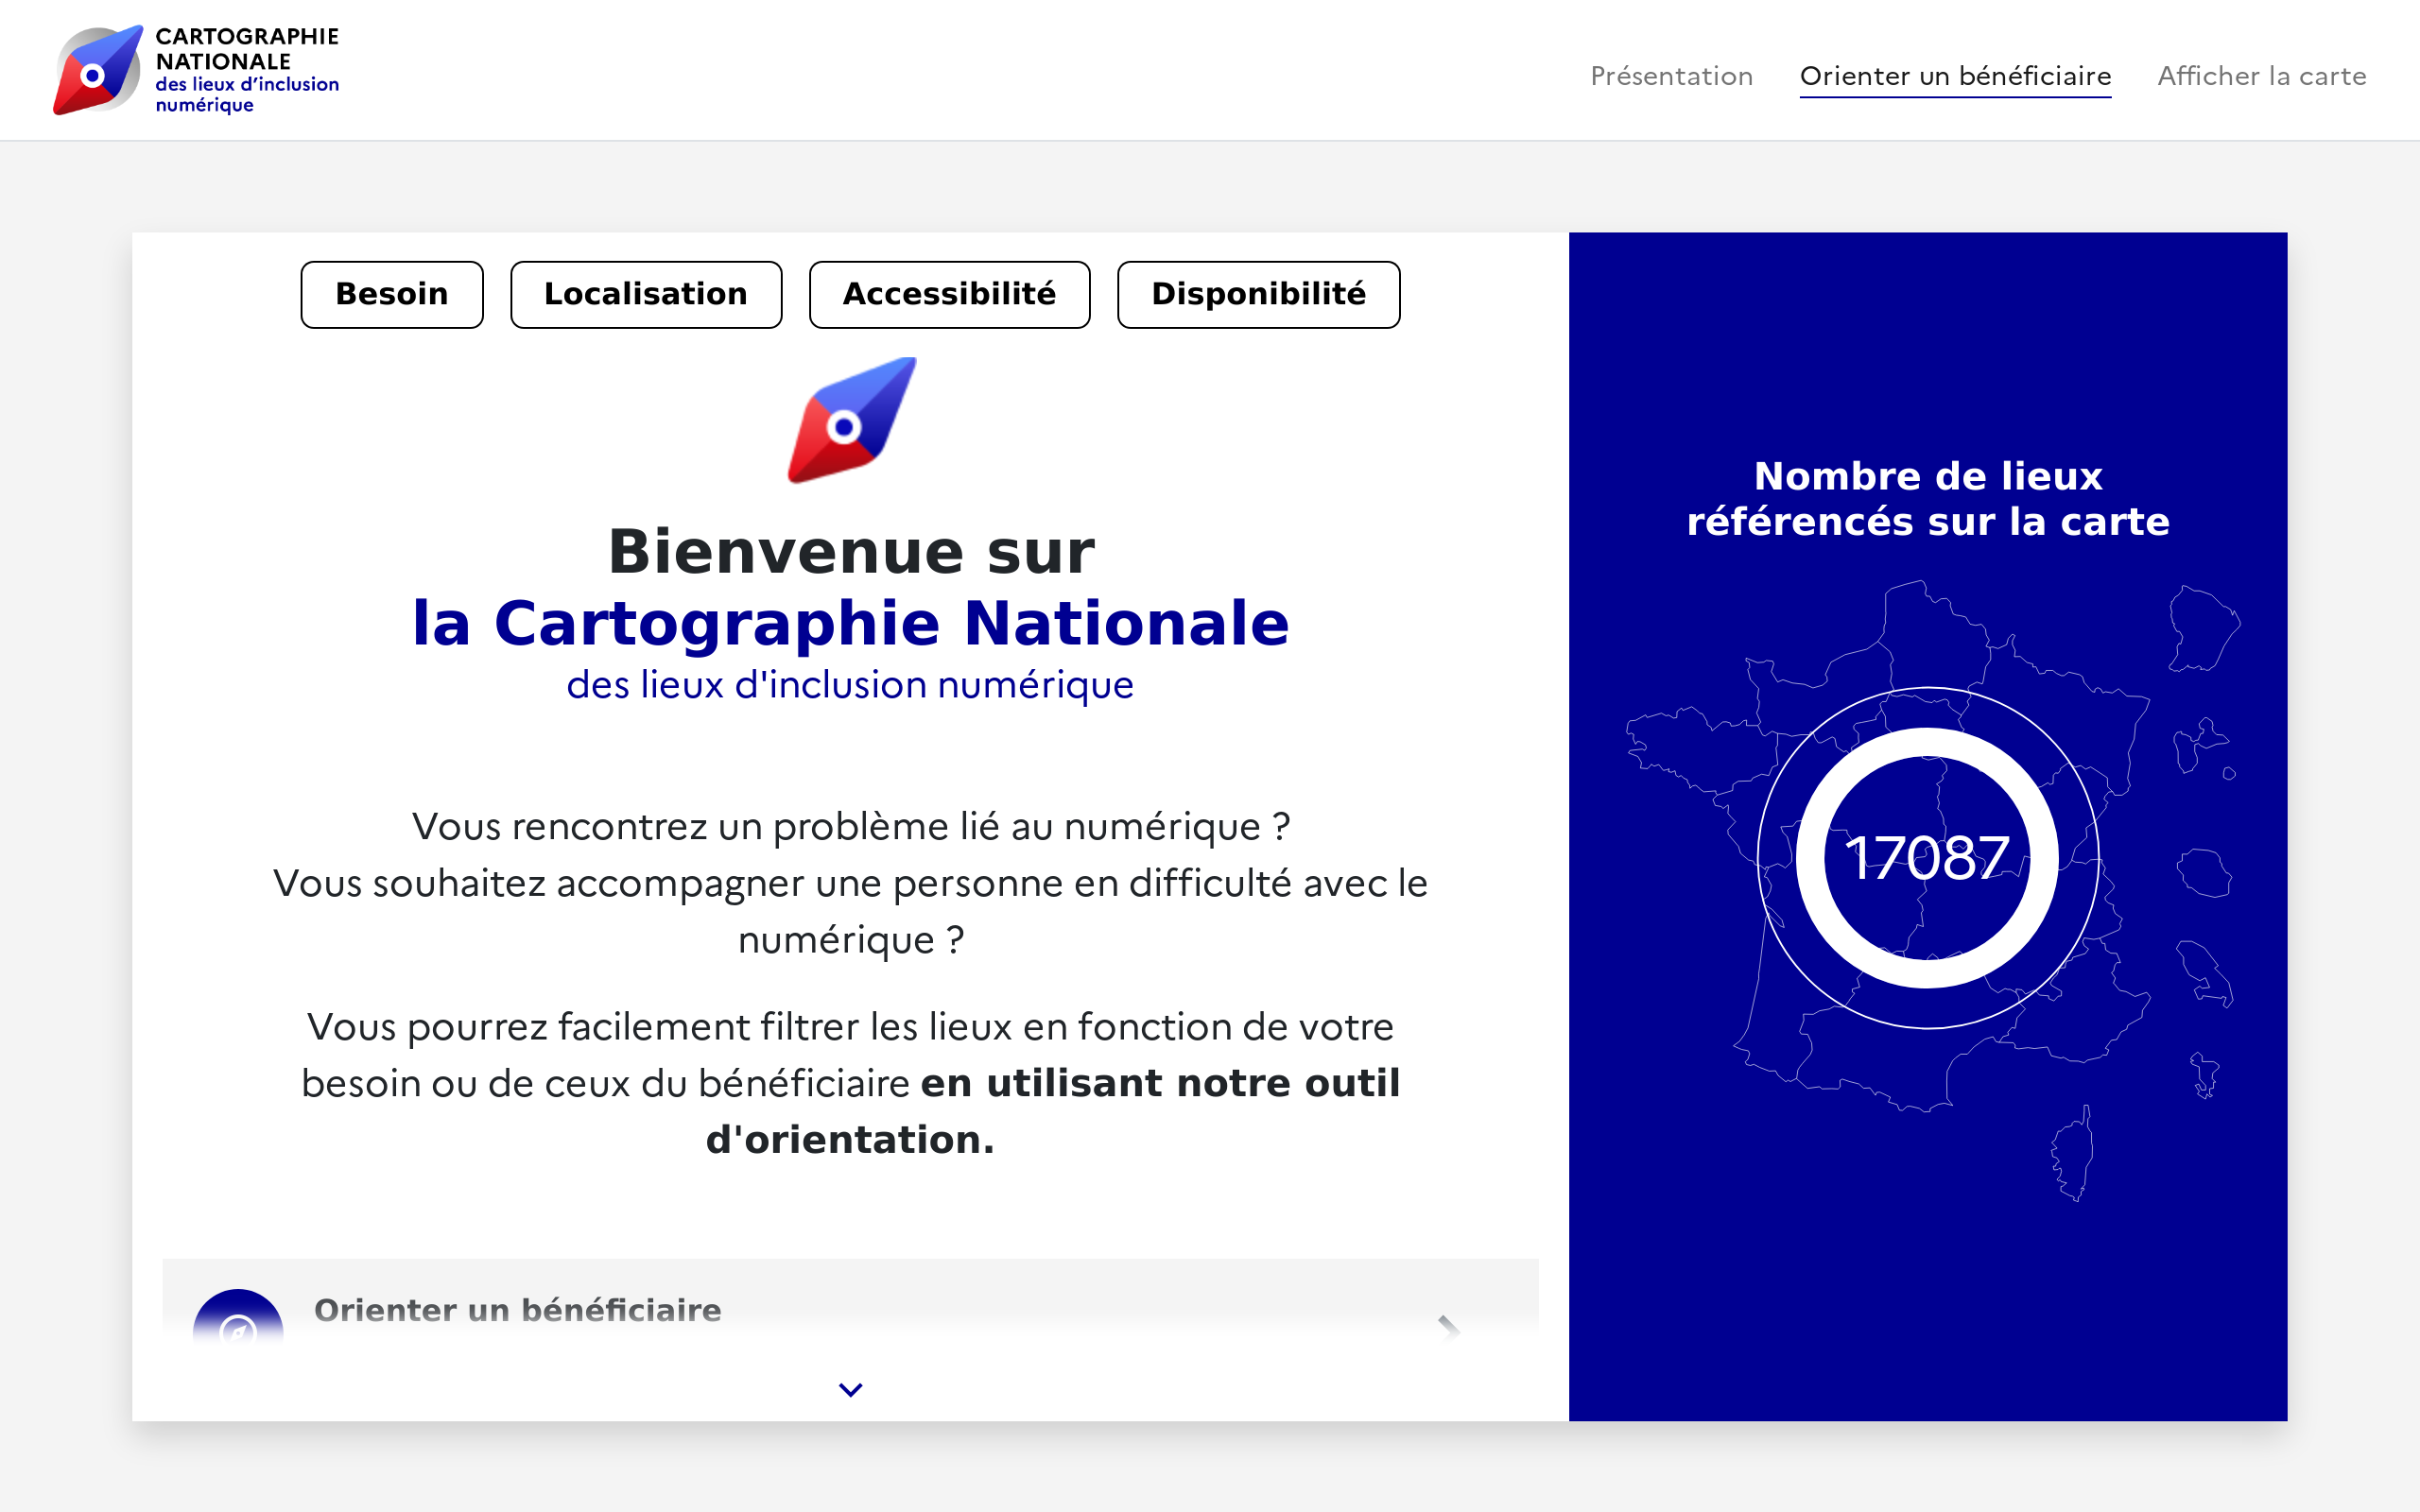 CARTOGRAPHIE
NATIONALE
des lieux d’inclusion
numérique
Présentation
Orienter un bénéficiaire
Afficher la carte
Besoin
Localisation
Accessibilité
Disponibilité
Bienvenue sur
la Cartographie Nationale
des lieux d'inclusion numérique
Vous rencontrez un problème lié au numérique ?
Vous souhaitez accompagner une personne en difficulté avec le
numérique ?
Vous pourrez facilement filtrer les lieux en fonction de votre
besoin ou de ceux du bénéficiaire en utilisant notre outil
d'orientation.
Orienter un bénéficiaire
Nombre de lieux
référencés sur la carte
17087